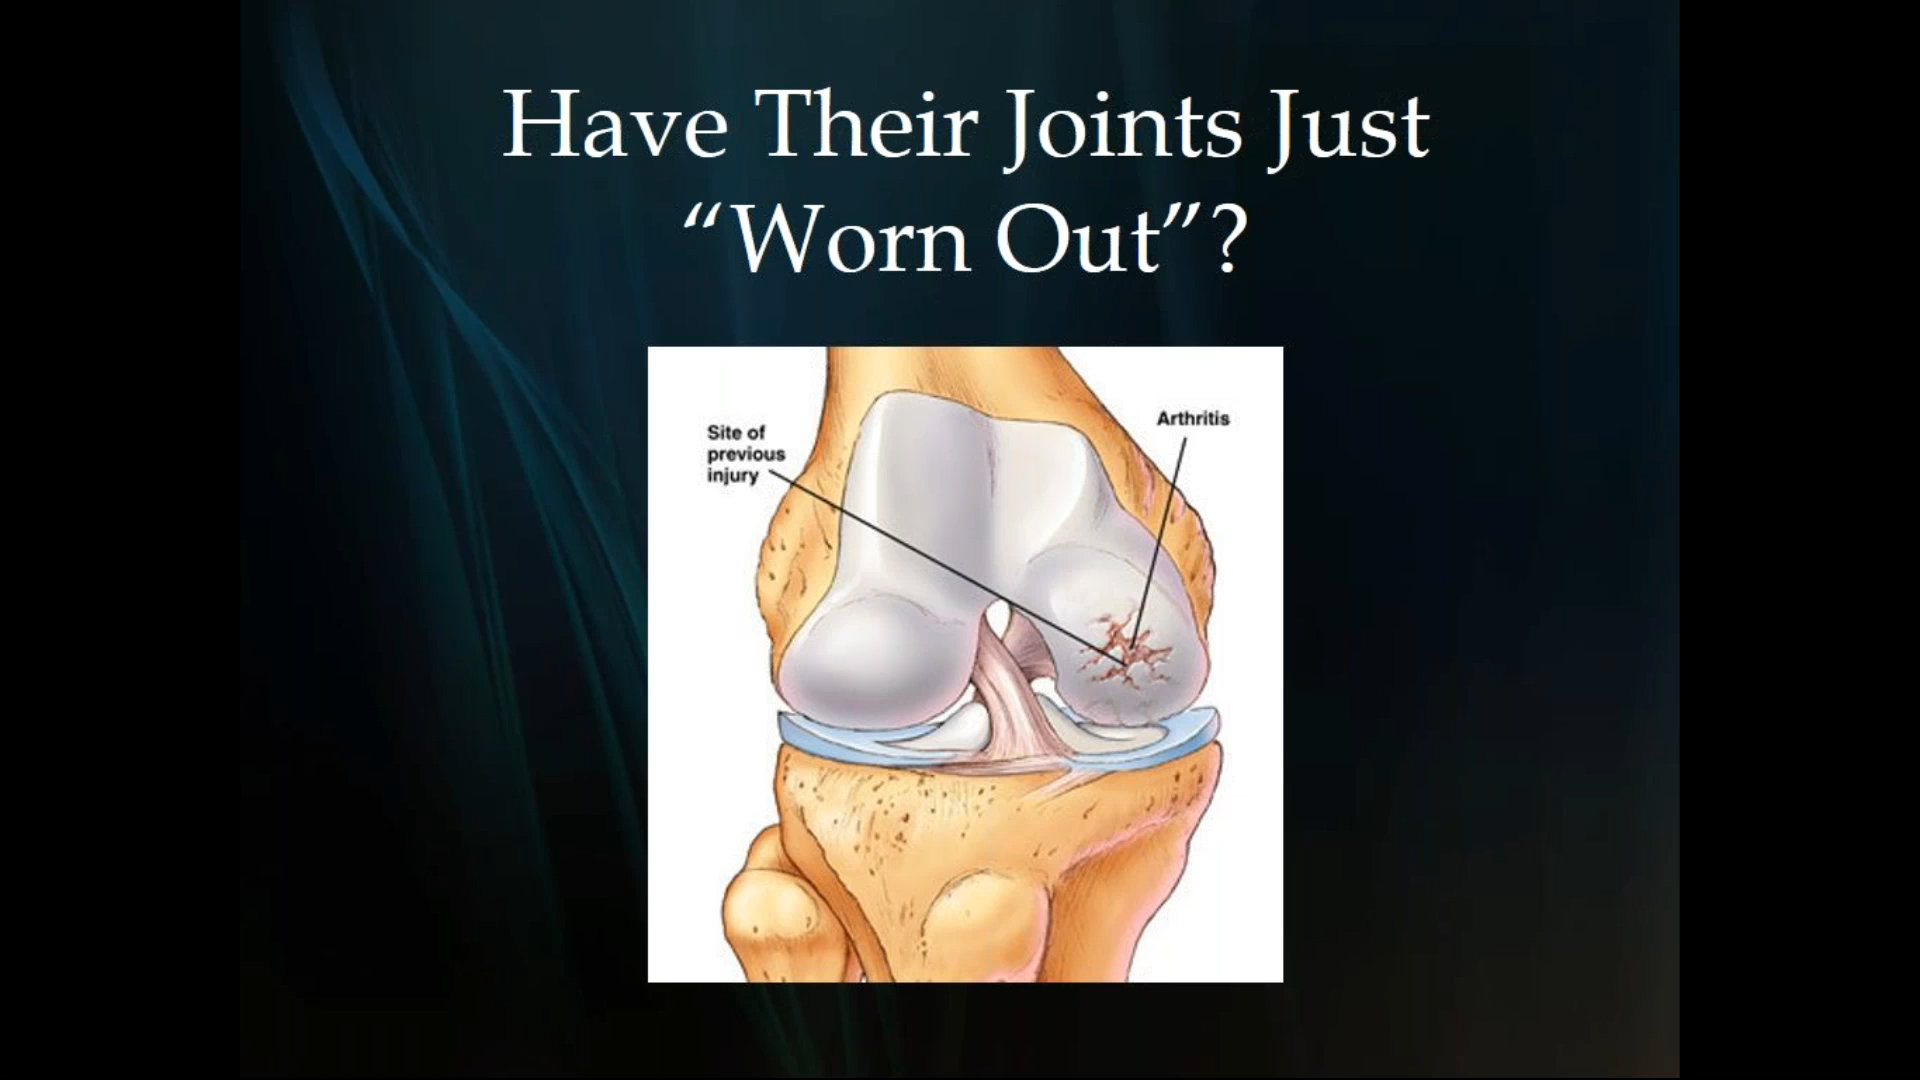 Have Their Joints Just
“Worn Out”?
Site of
previous
injury
Arthritis